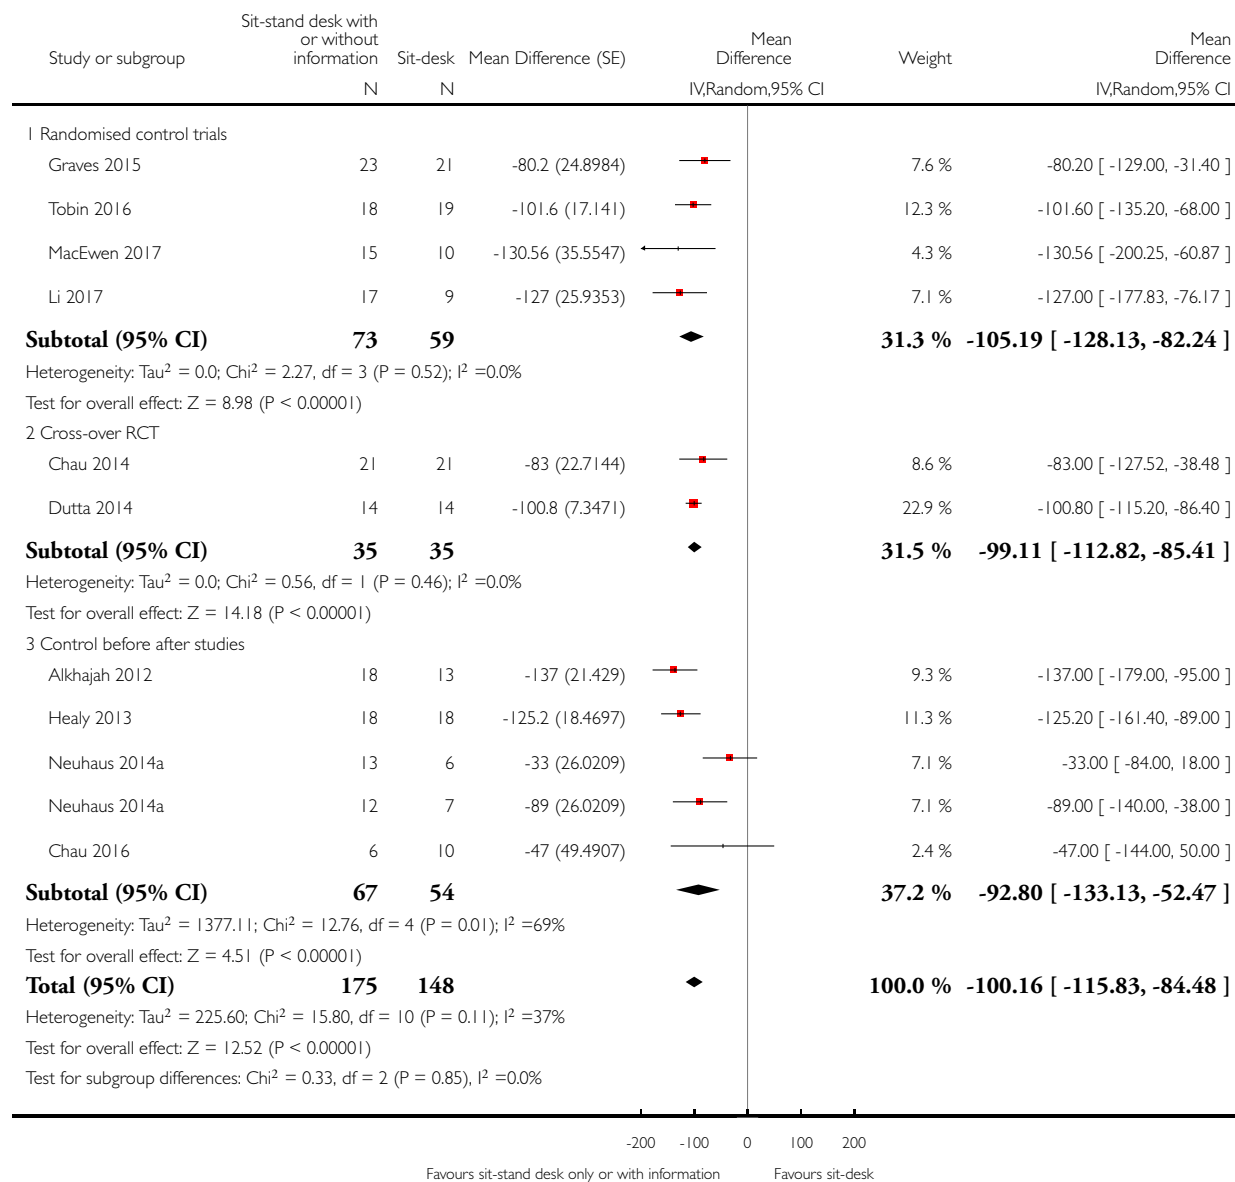 Sit-stand desk with
or without
information
Study or subgroup Sit-desk Mean Difference (SE) Mean Difference Weight Mean Difference
N N IV,Random,95% CI IV,Random,95% CI
1 Randomised control trials
Graves 2015 23 21 -80.2 (24.8984) 7.6 % -80.20 [ -129.00, -31.40 ]
Tobin 2016 18 19 -101.6 (17.141) 12.3 % -101.60 [ -135.20, -68.00 ]
MacEwen 2017 15 10 -130.56 (35.5547) 4.3 % -130.56 [ -200.25, -60.87 ]
Li 2017 17 9 -127 (25.9353) 7.1 % -127.00 [ -177.83, -76.17 ]
Subtotal (95% CI) 73 59 31.3 % -105.19 [ -128.13, -82.24 ]
Heterogeneity: Tau² = 0.0; Chi² = 2.27, df = 3 (P = 0.52); I² =0.0%
Test for overall effect: Z = 8.98 (P < 0.00001)
2 Cross-over RCT
Chau 2014 21 21 -83 (22.7144) 8.6 % -83.00 [ -127.52, -38.48 ]
Dutta 2014 14 14 -100.8 (7.3471) 22.9 % -100.80 [ -115.20, -86.40 ]
Subtotal (95% CI) 35 35 31.5 % -99.11 [ -112.82, -85.41 ]
Heterogeneity: Tau² = 0.0; Chi² = 0.56, df = 1 (P = 0.46); I² =0.0%
Test for overall effect: Z = 14.18 (P < 0.00001)
3 Control before after studies
Alkhajah 2012 18 13 -137 (21.429) 9.3 % -137.00 [ -179.00, -95.00 ]
Healy 2013 18 18 -125.2 (18.4697) 11.3 % -125.20 [ -161.40, -89.00 ]
Neuhaus 2014a 13 6 -33 (26.0209) 7.1 % -33.00 [ -84.00, 18.00 ]
Neuhaus 2014a 12 7 -89 (26.0209) 7.1 % -89.00 [ -140.00, -38.00 ]
Chau 2016 6 10 -47 (49.4907) 2.4 % -47.00 [ -144.00, 50.00 ]
Subtotal (95% CI) 67 54 37.2 % -92.80 [ -133.13, -52.47 ]
Heterogeneity: Tau² = 1377.11; Chi² = 12.76, df = 4 (P = 0.01); I² =69%
Test for overall effect: Z = 4.51 (P < 0.00001)
Total (95% CI) 175 148 100.0 % -100.16 [ -115.83, -84.48 ]
Heterogeneity: Tau² = 225.60; Chi² = 15.80, df = 10 (P = 0.11); I² =37%
Test for overall effect: Z = 12.52 (P < 0.00001)
Test for subgroup differences: Chi² = 0.33, df = 2 (P = 0.85), I² =0.0%
-200 -100 0 100 200
Favours sit-stand desk only or with information Favours sit-desk